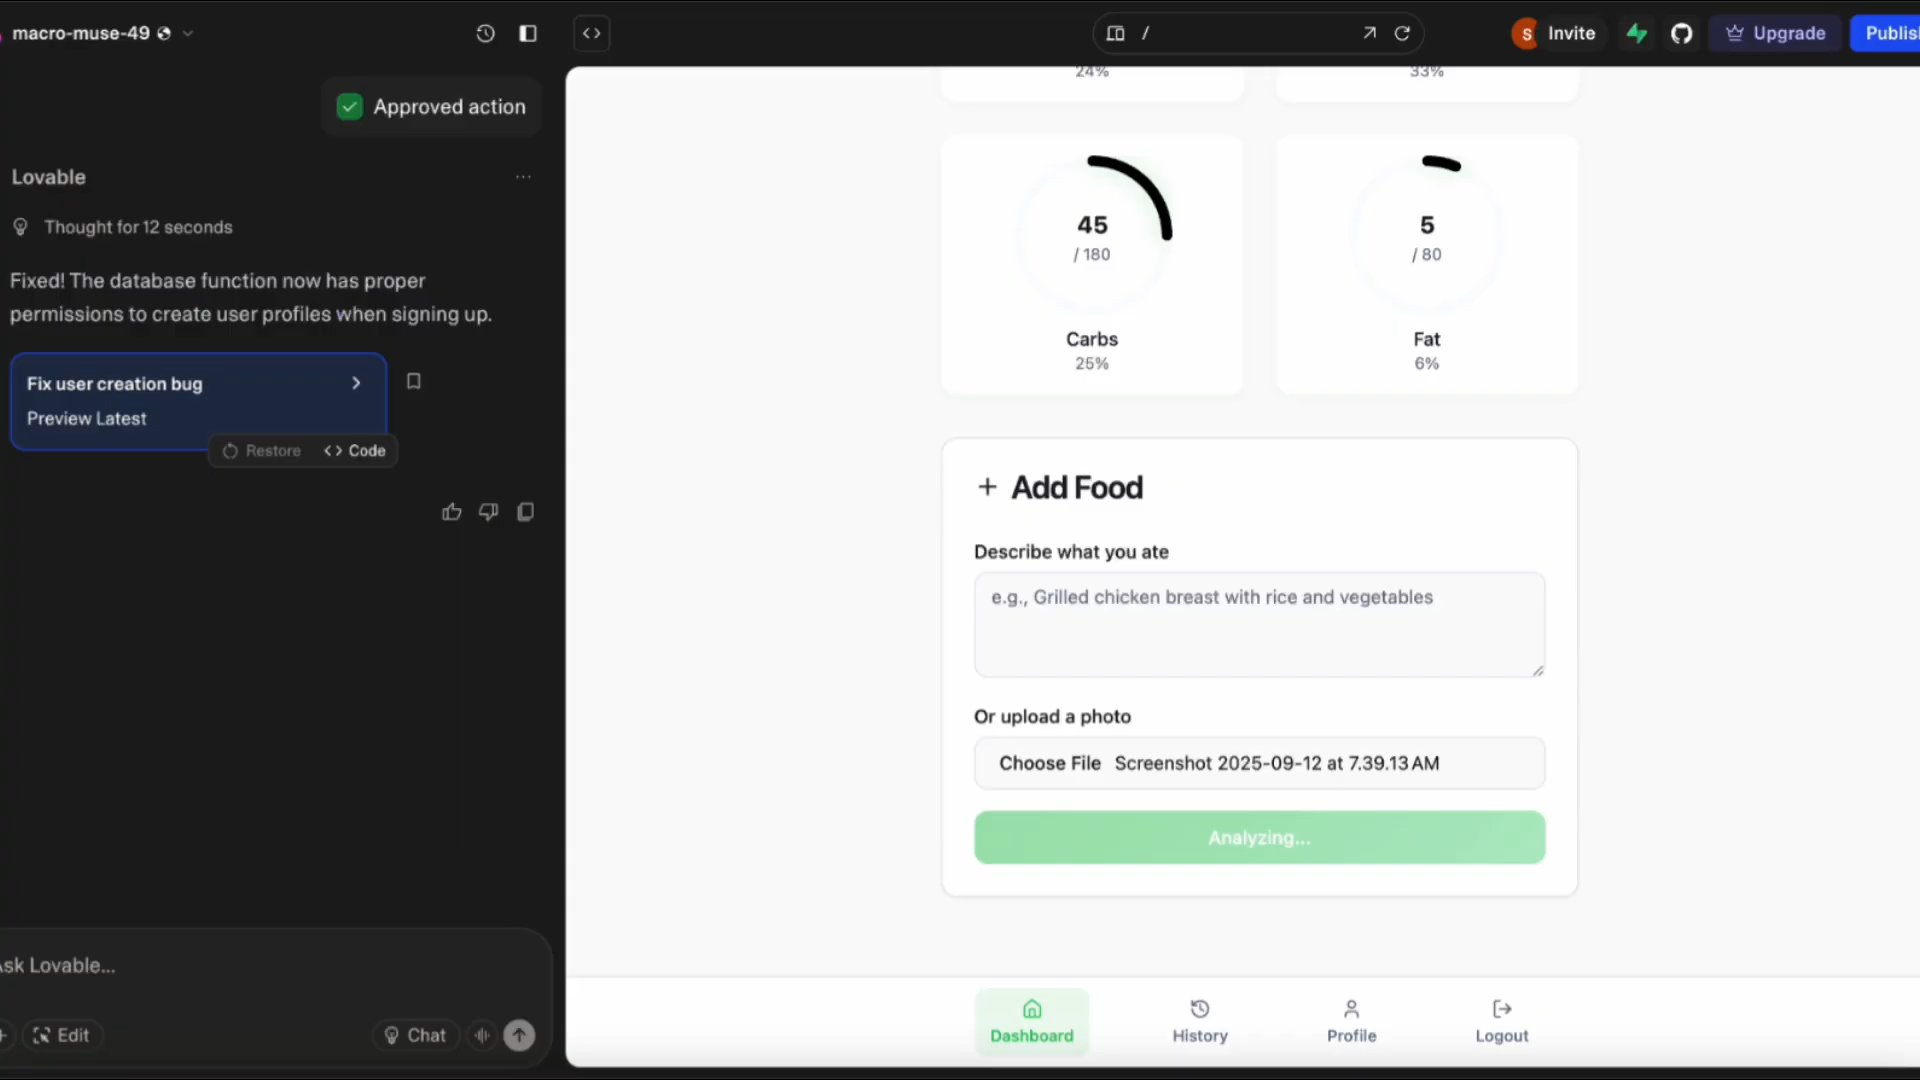 macro-muse-49
/
S
Invite
Upgrade
Publis
Approved action
Lovable
Thought for 12 seconds
Fixed! The database function now has proper
permissions to create user profiles when signing up.
Fix user creation bug
Preview Latest
Restore
Code
sk Lovable...
Edit
Chat
24%
33%
45
/ 180
Carbs
25%
5
/ 80
Fat
6%
+ Add Food
Describe what you ate
e.g., Grilled chicken breast with rice and vegetables
Or upload a photo
Choose File Screenshot 2025-09-12 at 7.39.13 AM
Analyzing...
Dashboard
History
Profile
Logout